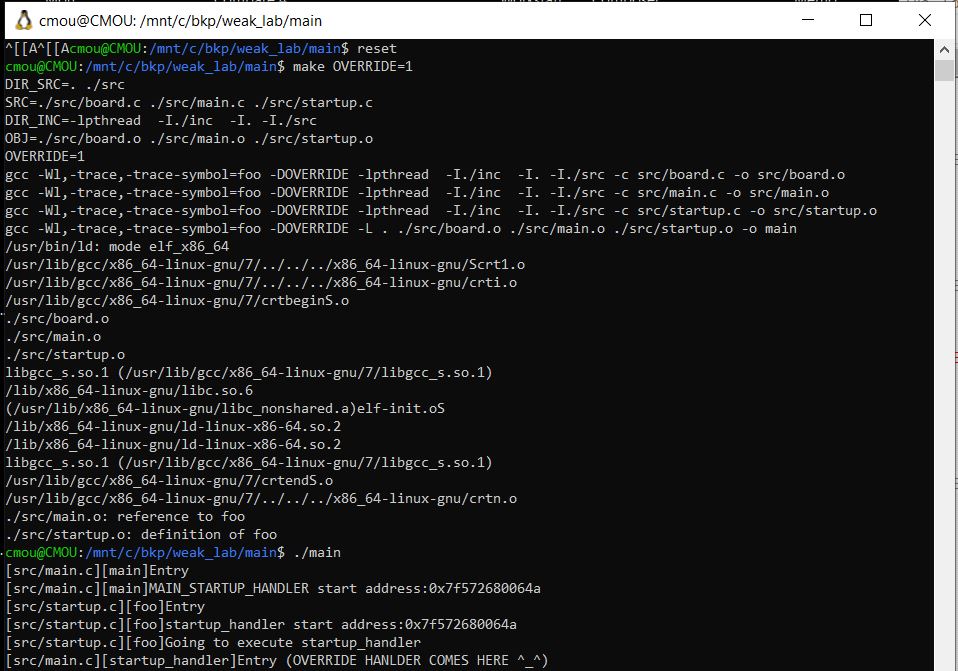 cmou@CMOU: /mnt/c/bkp/weak_lab/main
^[[A^[[Acmou@CMOU:/mnt/c/bkp/weak_lab/main$ reset
cmou@CMOU:/mnt/c/bkp/weak_lab/main$ make OVERRIDE=1
DIR_SRC=. ./src
SRC=./src/board.c ./src/main.c ./src/startup.c
DIR_INC=-lpthread  -I./inc  -I. -I./src
OBJ=./src/board.o ./src/main.o ./src/startup.o
OVERRIDE=1
gcc -Wl,-trace,-trace-symbol=foo -DOVERRIDE -lpthread  -I./inc  -I. -I./src -c src/board.c -o src/board.o
gcc -Wl,-trace,-trace-symbol=foo -DOVERRIDE -lpthread  -I./inc  -I. -I./src -c src/main.c -o src/main.o
gcc -Wl,-trace,-trace-symbol=foo -DOVERRIDE -lpthread  -I./inc  -I. -I./src -c src/startup.c -o src/startup.o
gcc -Wl,-trace,-trace-symbol=foo -DOVERRIDE -L . ./src/board.o ./src/main.o ./src/startup.o -o main
/usr/bin/ld: mode elf_x86_64
/usr/lib/gcc/x86_64-linux-gnu/7/../../../x86_64-linux-gnu/Scrt1.o
/usr/lib/gcc/x86_64-linux-gnu/7/../../../x86_64-linux-gnu/crti.o
/usr/lib/gcc/x86_64-linux-gnu/7/crtbeginS.o
./src/board.o
./src/main.o
./src/startup.o
libgcc_s.so.1 (/usr/lib/gcc/x86_64-linux-gnu/7/libgcc_s.so.1)
/lib/x86_64-linux-gnu/libc.so.6
(/usr/lib/x86_64-linux-gnu/libc_nonshared.a)elf-init.oS
/lib/x86_64-linux-gnu/ld-linux-x86-64.so.2
/lib/x86_64-linux-gnu/ld-linux-x86-64.so.2
libgcc_s.so.1 (/usr/lib/gcc/x86_64-linux-gnu/7/libgcc_s.so.1)
/usr/lib/gcc/x86_64-linux-gnu/7/crtendS.o
/usr/lib/gcc/x86_64-linux-gnu/7/../../../x86_64-linux-gnu/crtn.o
./src/main.o: reference to foo
./src/startup.o: definition of foo
cmou@CMOU:/mnt/c/bkp/weak_lab/main$ ./main
[src/main.c][main]Entry
[src/main.c][main]MAIN_STARTUP_HANDLER start address:0x7f572680064a
[src/startup.c][foo]Entry
[src/startup.c][foo]startup_handler start address:0x7f572680064a
[src/startup.c][foo]Going to execute startup_handler
[src/main.c][startup_handler]Entry (OVERRIDE HANLDER COMES HERE ^_^)